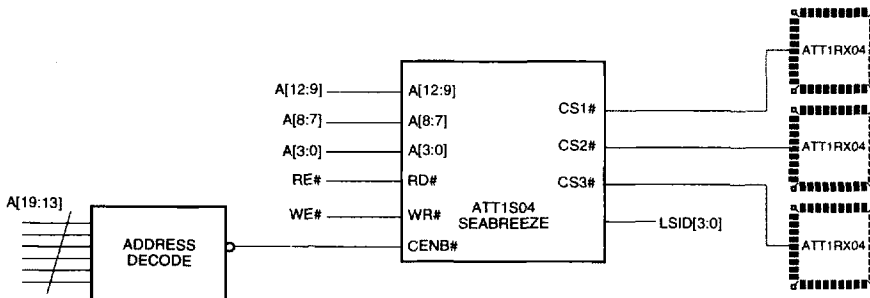 ATT1RX04
A[12:9]
A[12:9]
CS1#
A[8:7]
A[8:7]
CS2#
ATT1RX04
A[3:0]
A[3:0]
RE#
RD#
CS3#
A[19:13]
WE#
WR#
ATT1S04
SEABREEZE
LSID[3:0]
ADDRESS
DECODE
CENB#
ATT1RX04